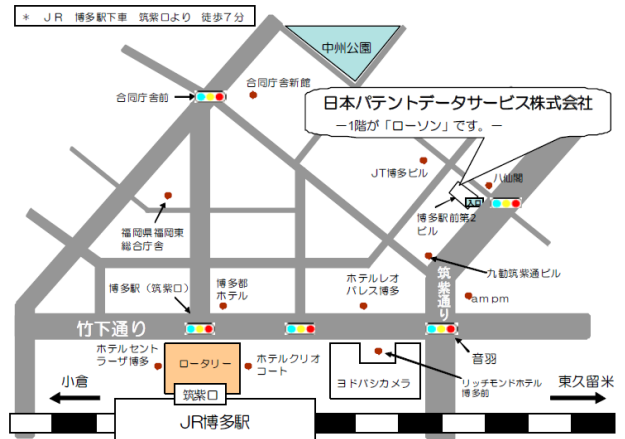 ＊ ＪＲ 博多駅下車 筑紫口より 徒歩７分
中州公園
合同庁舎新館
合同庁舎前
日本パテントデータサービス株式会社
－1階が「ローソン」です。－
JT博多ビル
八仙閣
入口
博多駅前第2
ビル
福岡県福岡東
総合庁舎
九勧筑紫通ビル
博多駅（筑紫口）
博多都
ホテル
ホテルレオ
パレス博多
筑紫通り
am pm
竹下通り
音羽
ホテルセント
ラーザ博多
ロータリー
ホテルクリオ
コート
ヨドバシカメラ
リッチモンドホテル
博多前
小倉
筑紫口
東久留米
JR博多駅